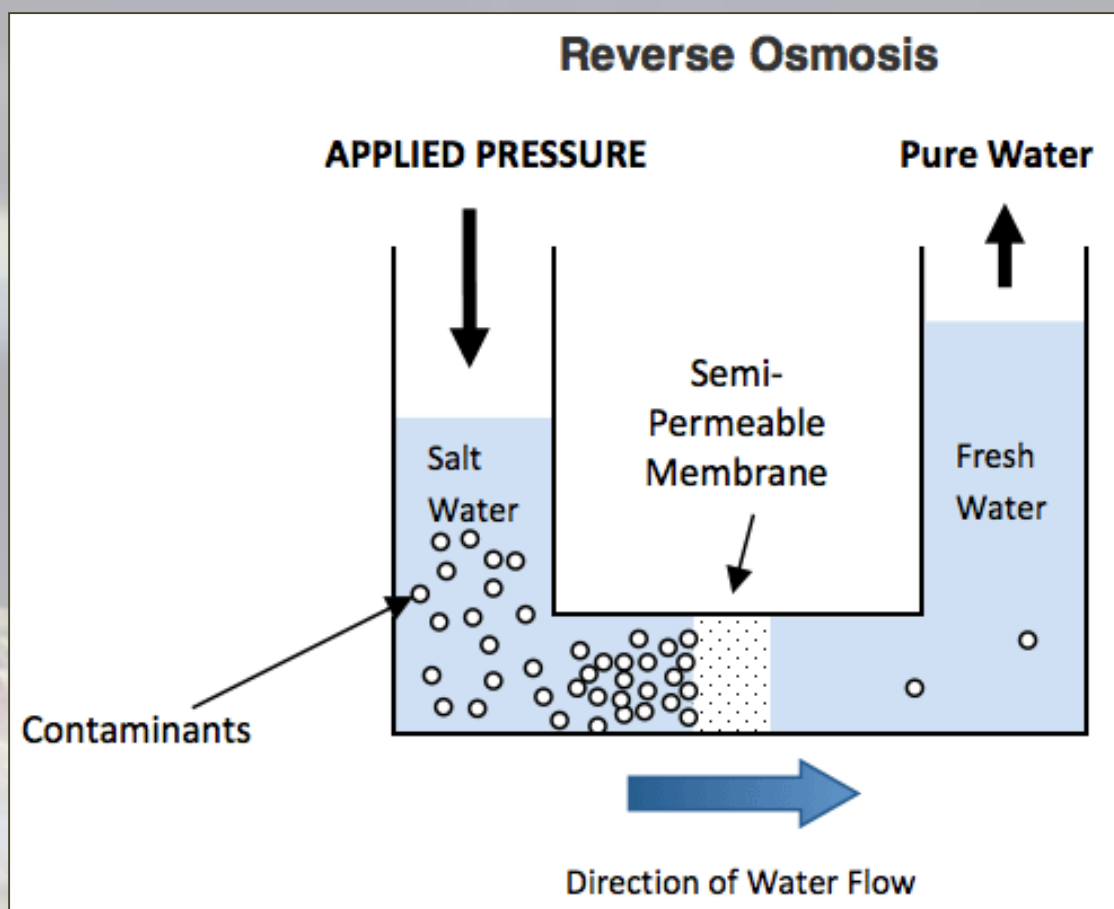 Reverse Osmosis
APPLIED PRESSURE
Pure Water
Semi-
Permeable
Membrane
Salt
Water
Fresh
Water
Contaminants
Direction of Water Flow